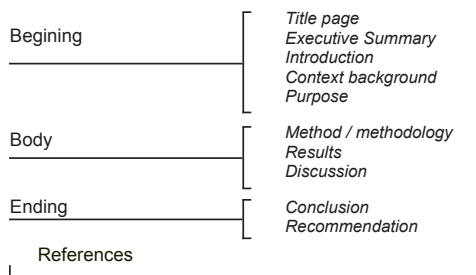 Begining
Title page
Executive Summary
Introduction
Context background
Purpose
Body
Method / methodology
Results
Discussion
Ending
Conclusion
Recommendation
References